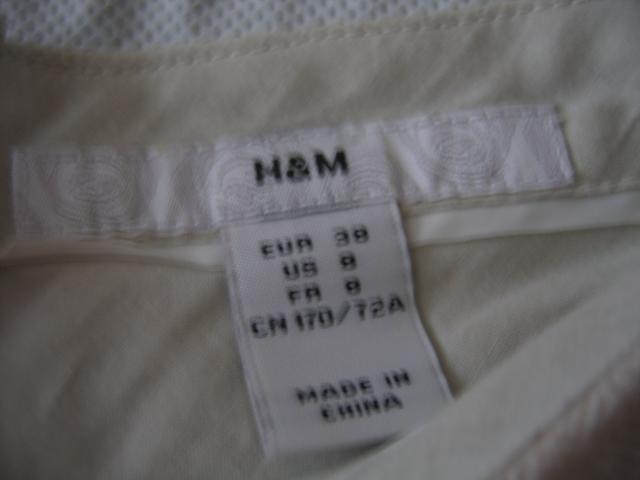 H&M
EUR 38
US 8
FR 8
CN 170/72A
MADE IN
CHINA